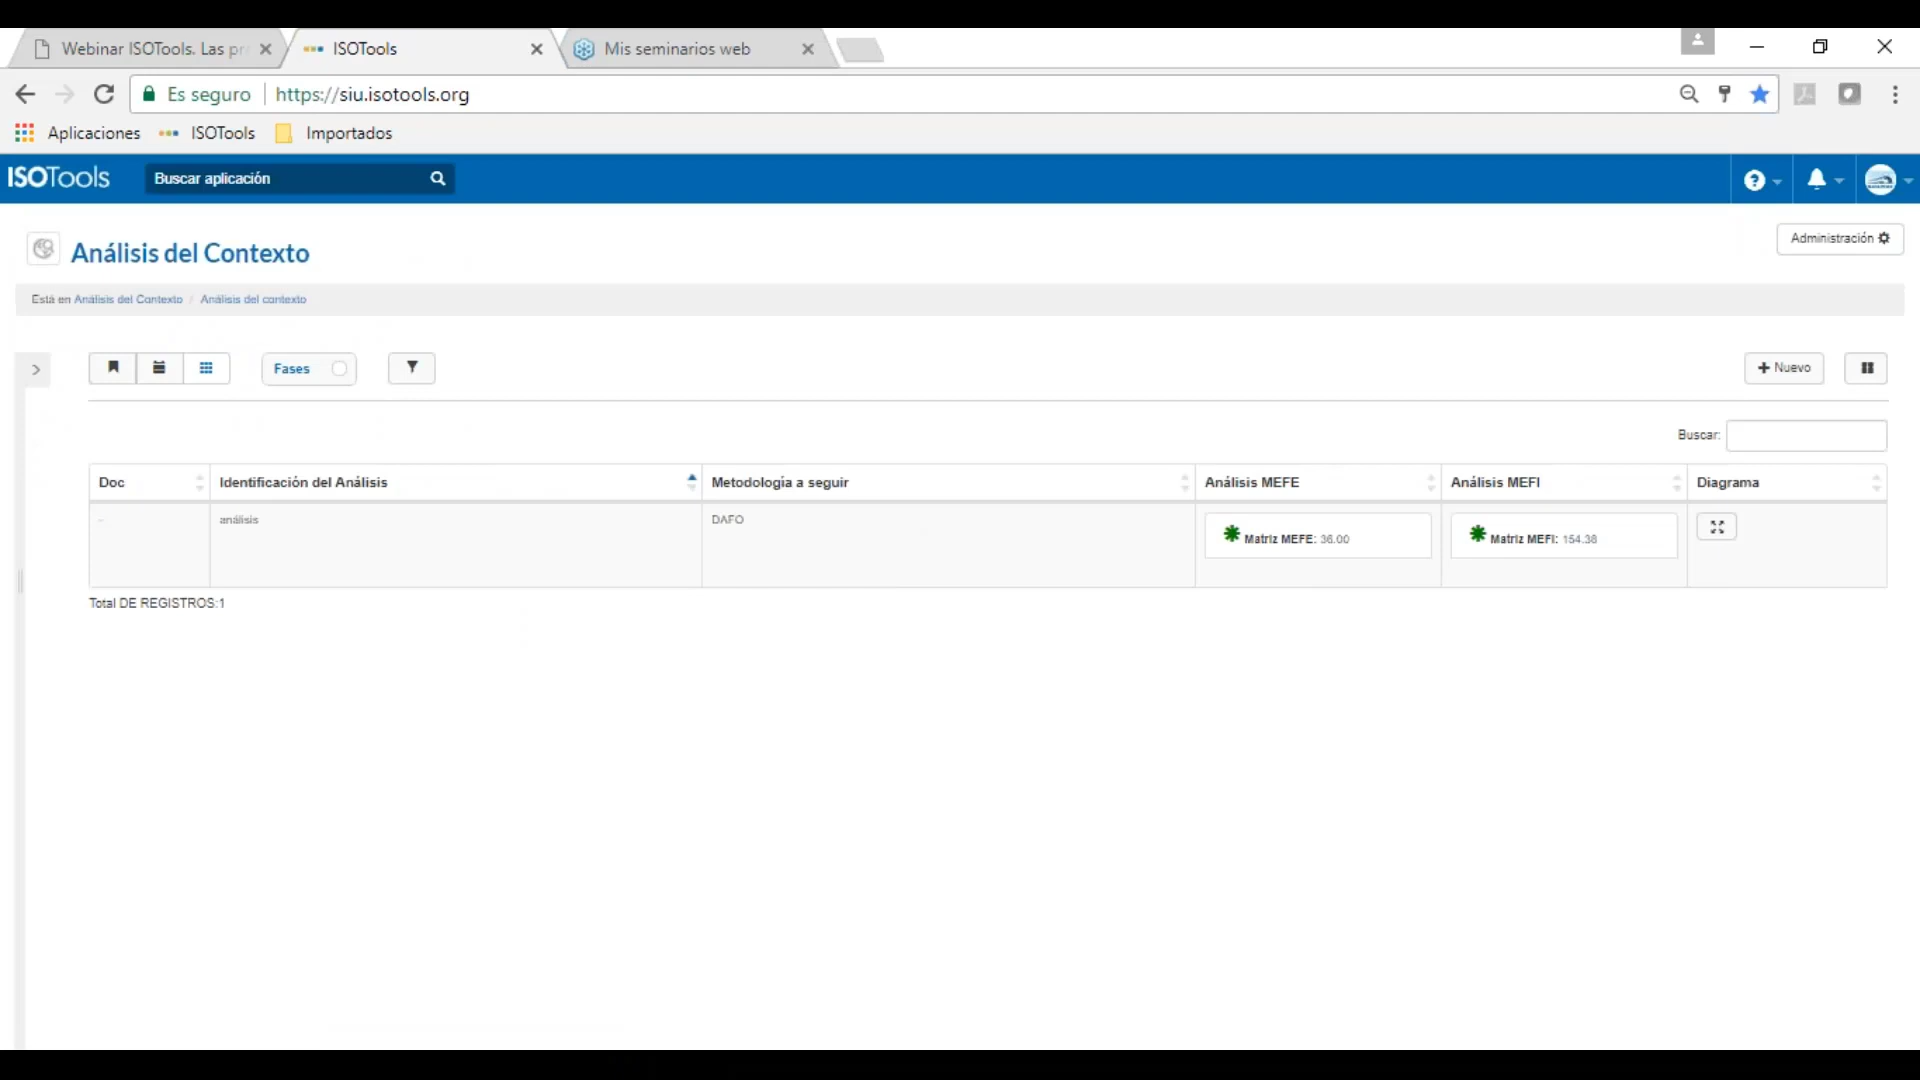 Webinar ISOTools. Las pr
ISOTools
Mis seminarios web
Es seguro
https://siu.isotools.org
Aplicaciones
ISOTools
Importados
ISOTools
Buscar aplicación
Análisis del Contexto
Administración
Está en Análisis del Contexto / Análisis del contexto
Fases
+ Nuevo
Buscar:
Doc
Identificación del Análisis
Metodología a seguir
Análisis MEFE
Análisis MEFI
Diagrama
-
análisis
DAFO
Matriz MEFE: 36.00
Matriz MEFI: 154.38
Total DE REGISTROS:1